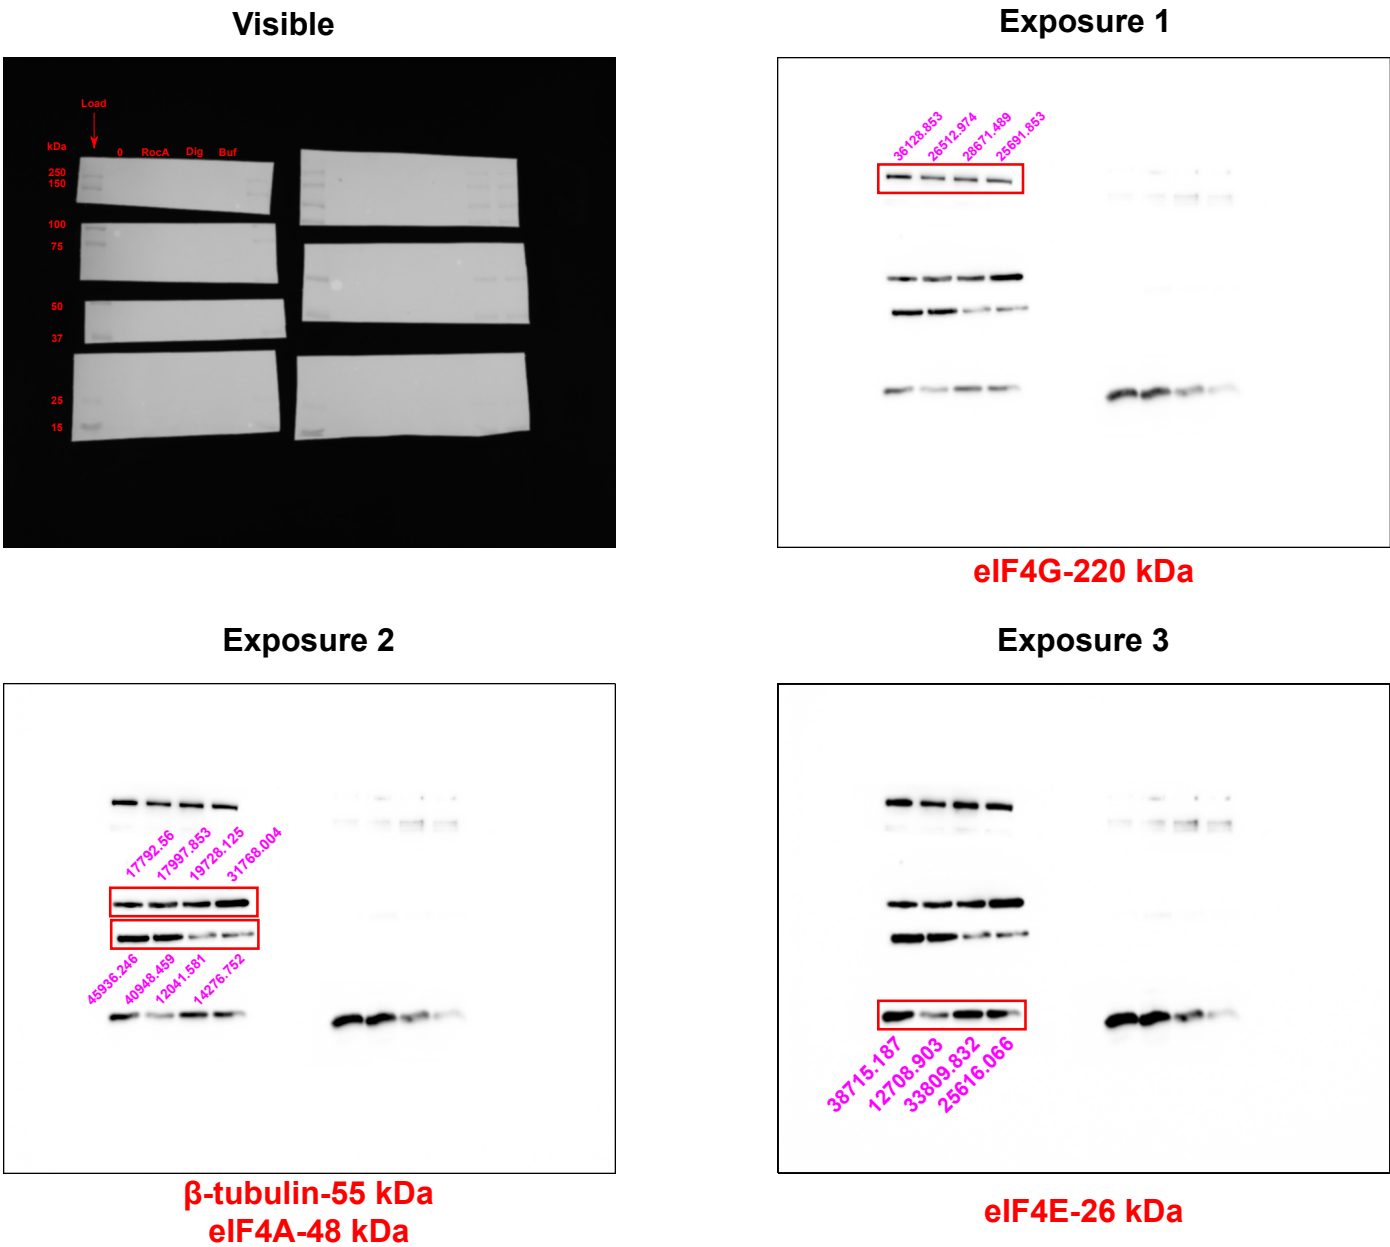 Visible
Exposure 1
Load
kDa
0 RocA Dig Buf
250
150
100
75
50
37
25
15
36128.853
26512.974
28671.489
25691.853
eIF4G-220 kDa
Exposure 2
Exposure 3
17792.56
17997.853
19728.125
31768.004
45936.246
40948.459
12041.581
14276.752
38715.187
12708.903
33809.832
25616.066
β-tubulin-55 kDa
eIF4A-48 kDa
eIF4E-26 kDa